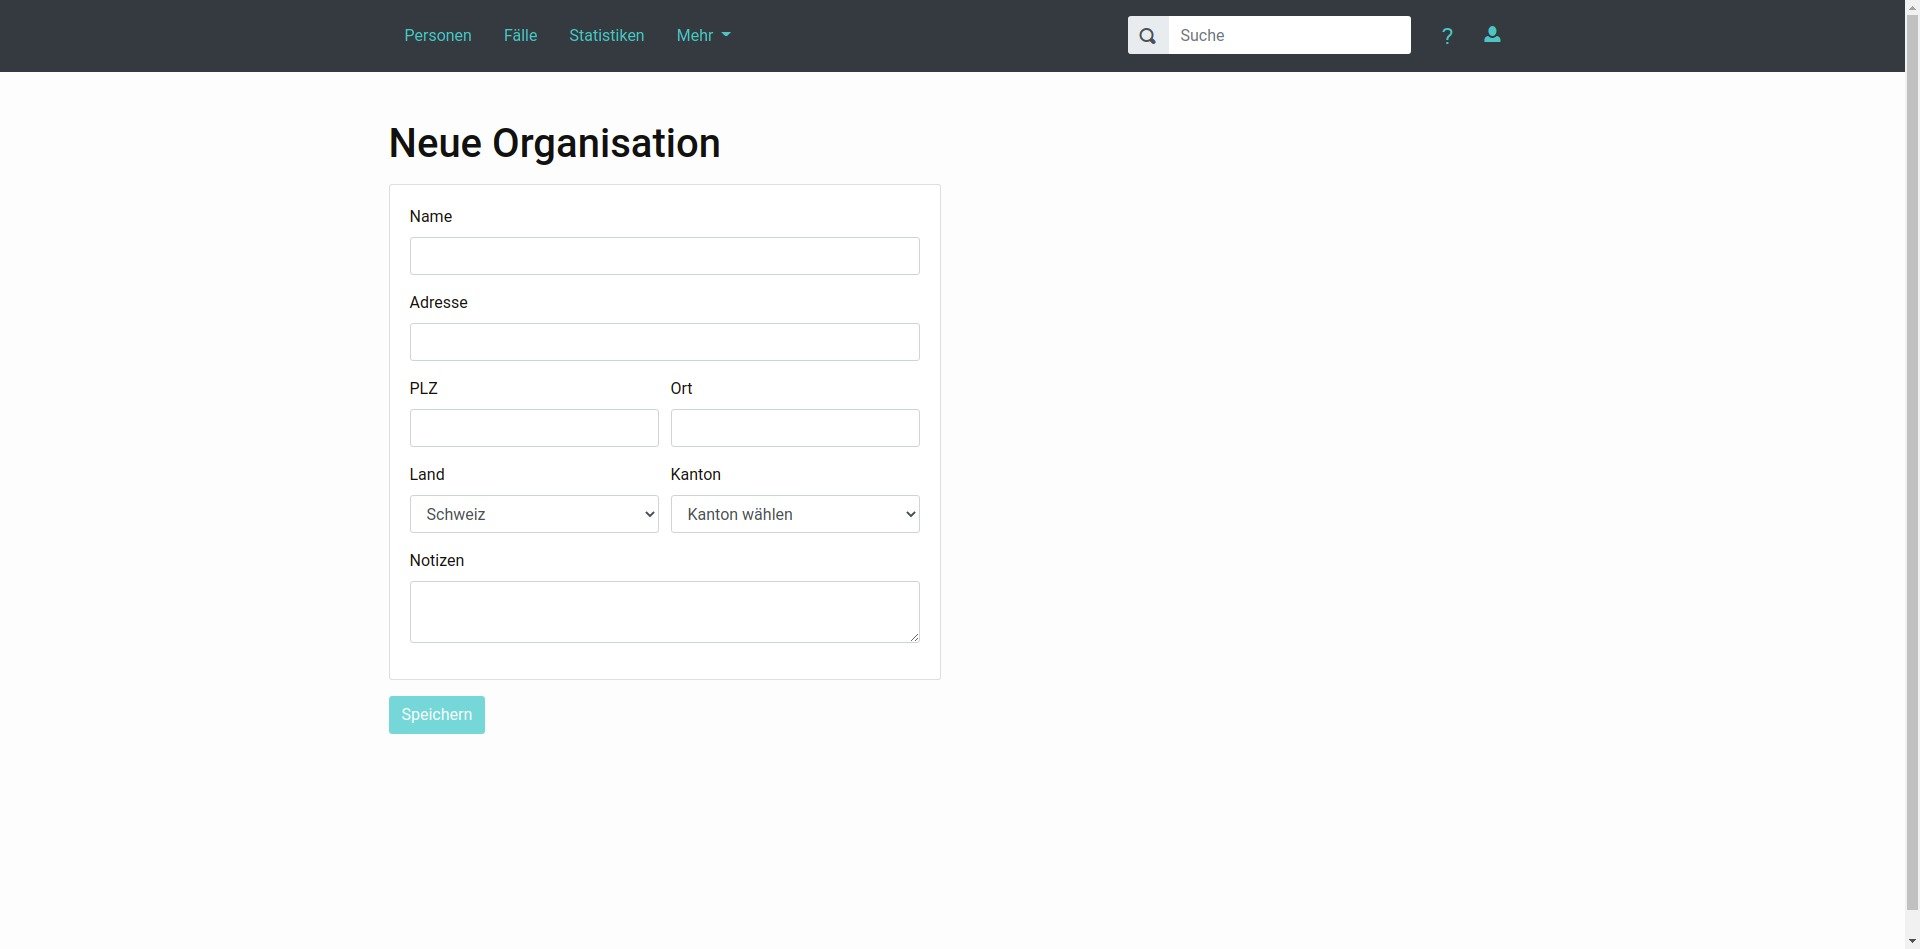 Personen Fälle Statistiken Mehr Suche ?
Neue Organisation
Name
Adresse
PLZ Ort
Land Kanton
Schweiz Kanton wählen
Notizen
Speichern